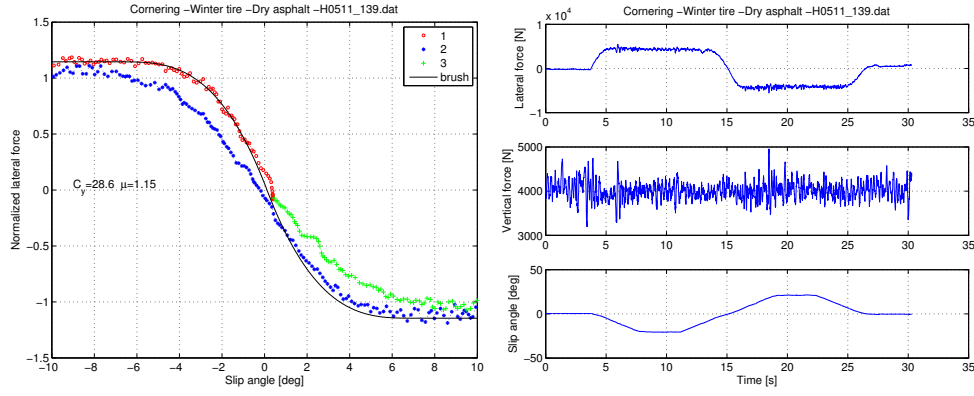 Cornering −Winter tire −Dry asphalt −H0511_139.dat
1.5
1
0.5
0
−0.5
−1
−1.5
Normalized lateral force
−10 −8 −6 −4 −2 0 2 4 6 8 10
Slip angle [deg]
1
2
3
brush
C_y=28.6 μ=1.15
Cornering −Winter tire −Dry asphalt −H0511_139.dat
x 10^4
1
0
−1
Lateral force [N]
0 5 10 15 20 25 30 35
5000
4000
3000
Vertical force [N]
0 5 10 15 20 25 30 35
50
0
−50
Slip angle [deg]
0 5 10 15 20 25 30 35
Time [s]